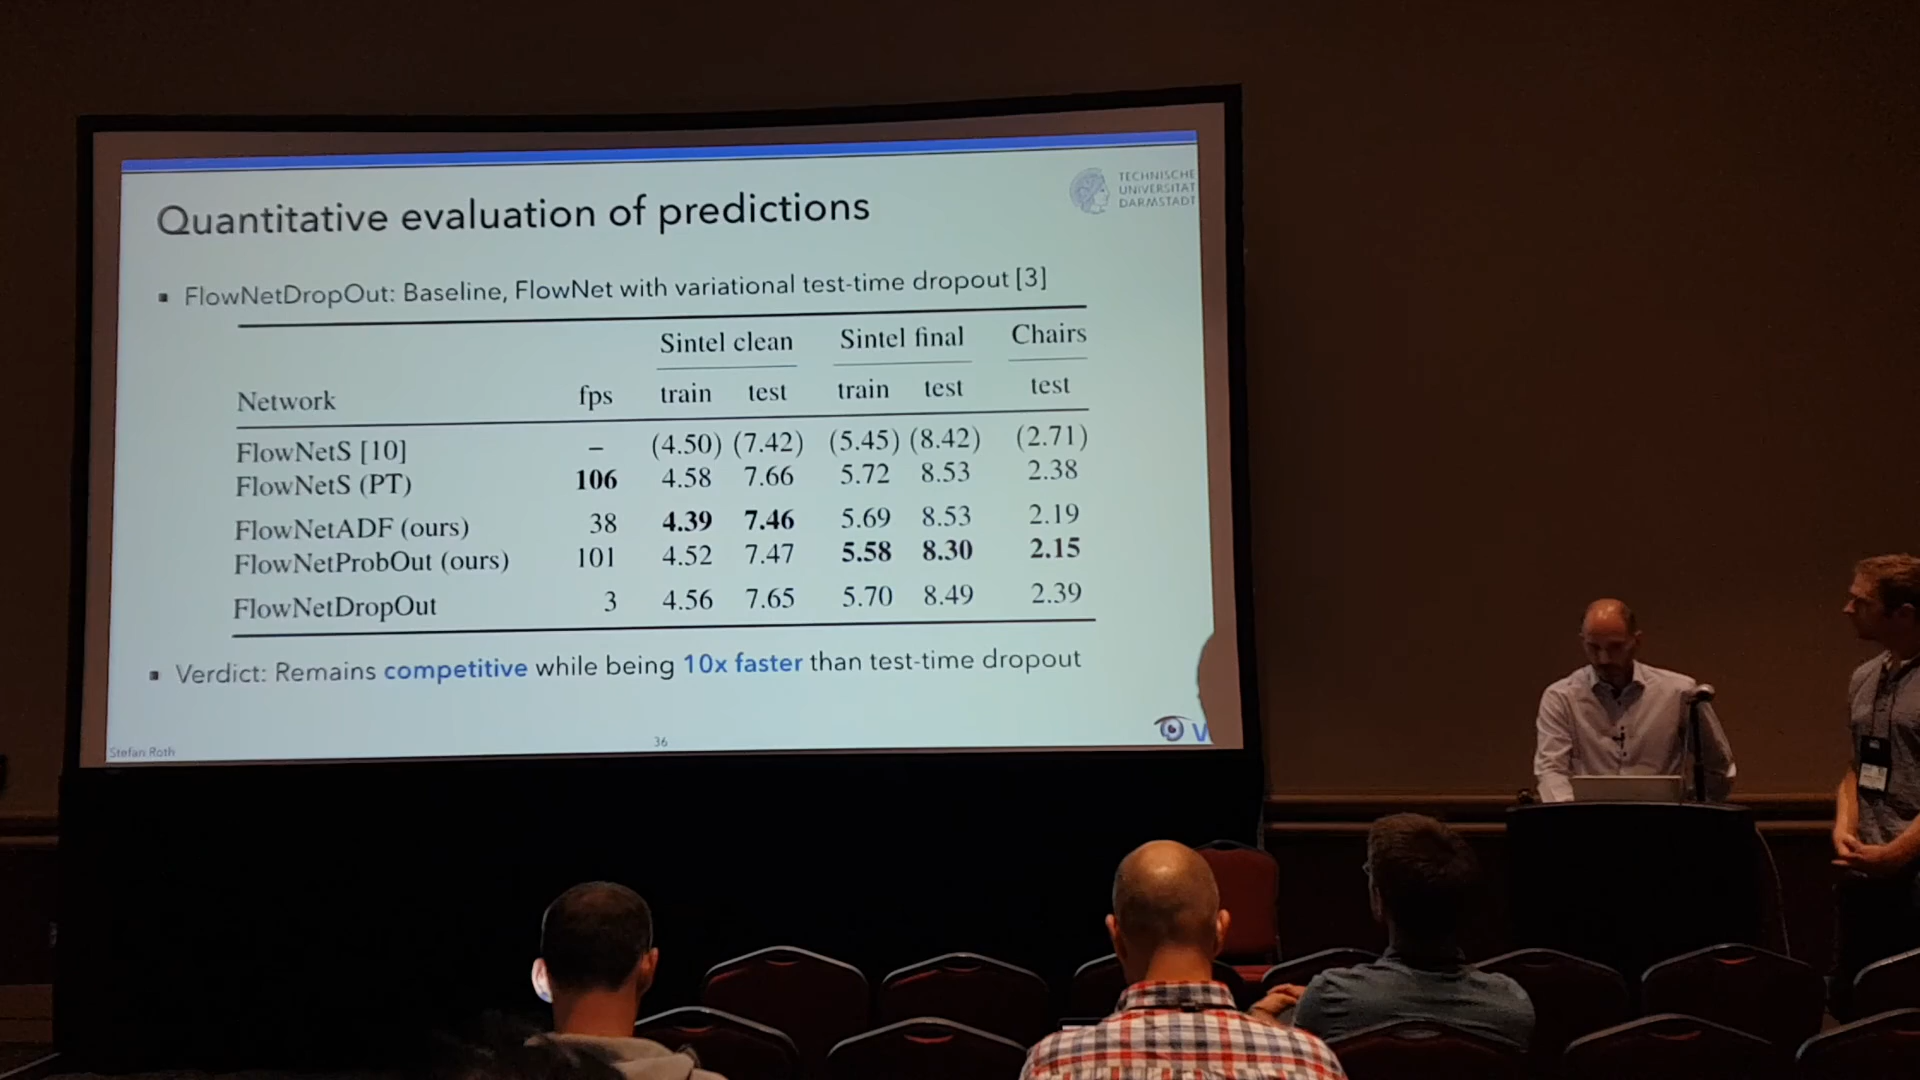 TECHNISCHE
UNIVERSITAT
DARMSTADT
Quantitative evaluation of predictions
▪ FlowNetDropOut: Baseline, FlowNet with variational test-time dropout [3]
Sintel clean Sintel final Chairs
Network fps train test train test test
FlowNetS [10] – (4.50) (7.42) (5.45) (8.42) (2.71)
FlowNetS (PT) 106 4.58 7.66 5.72 8.53 2.38
FlowNetADF (ours) 38 4.39 7.46 5.69 8.53 2.19
FlowNetProbOut (ours) 101 4.52 7.47 5.58 8.30 2.15
FlowNetDropOut 3 4.56 7.65 5.70 8.49 2.39
▪ Verdict: Remains competitive while being 10x faster than test-time dropout
Stefan Roth 36